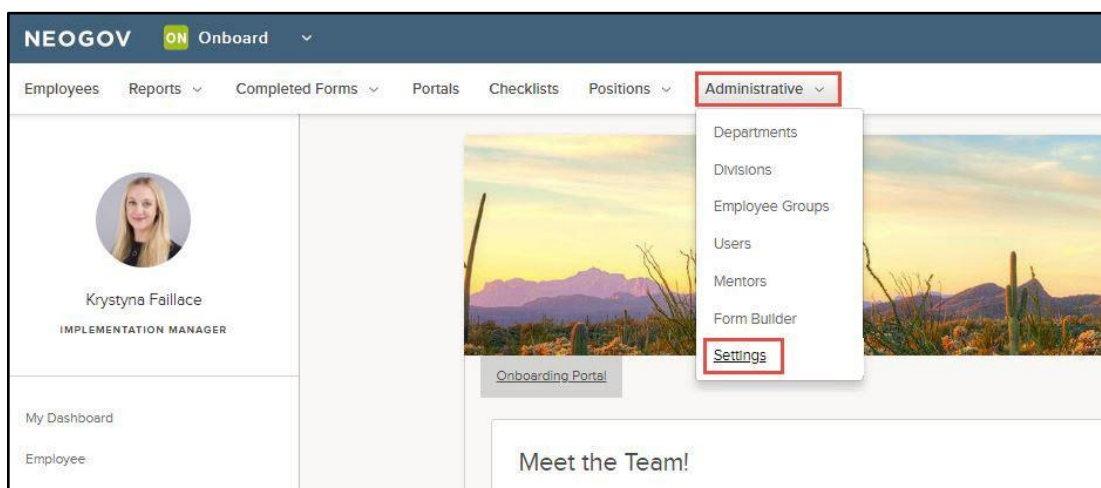 NEOGOV ON Onboard
Employees Reports Completed Forms Portals Checklists Positions Administrative
Departments
Divisions
Employee Groups
Users
Mentors
Form Builder
Settings
Krystyna Faillace
IMPLEMENTATION MANAGER
My Dashboard
Employee
Onboarding Portal
Meet the Team!